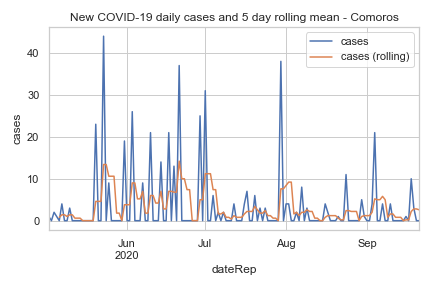 New COVID-19 daily cases and 5 day rolling mean - Comoros
cases
cases (rolling)
40
30
20
10
0
cases
Jun
2020
Jul
Aug
Sep
dateRep